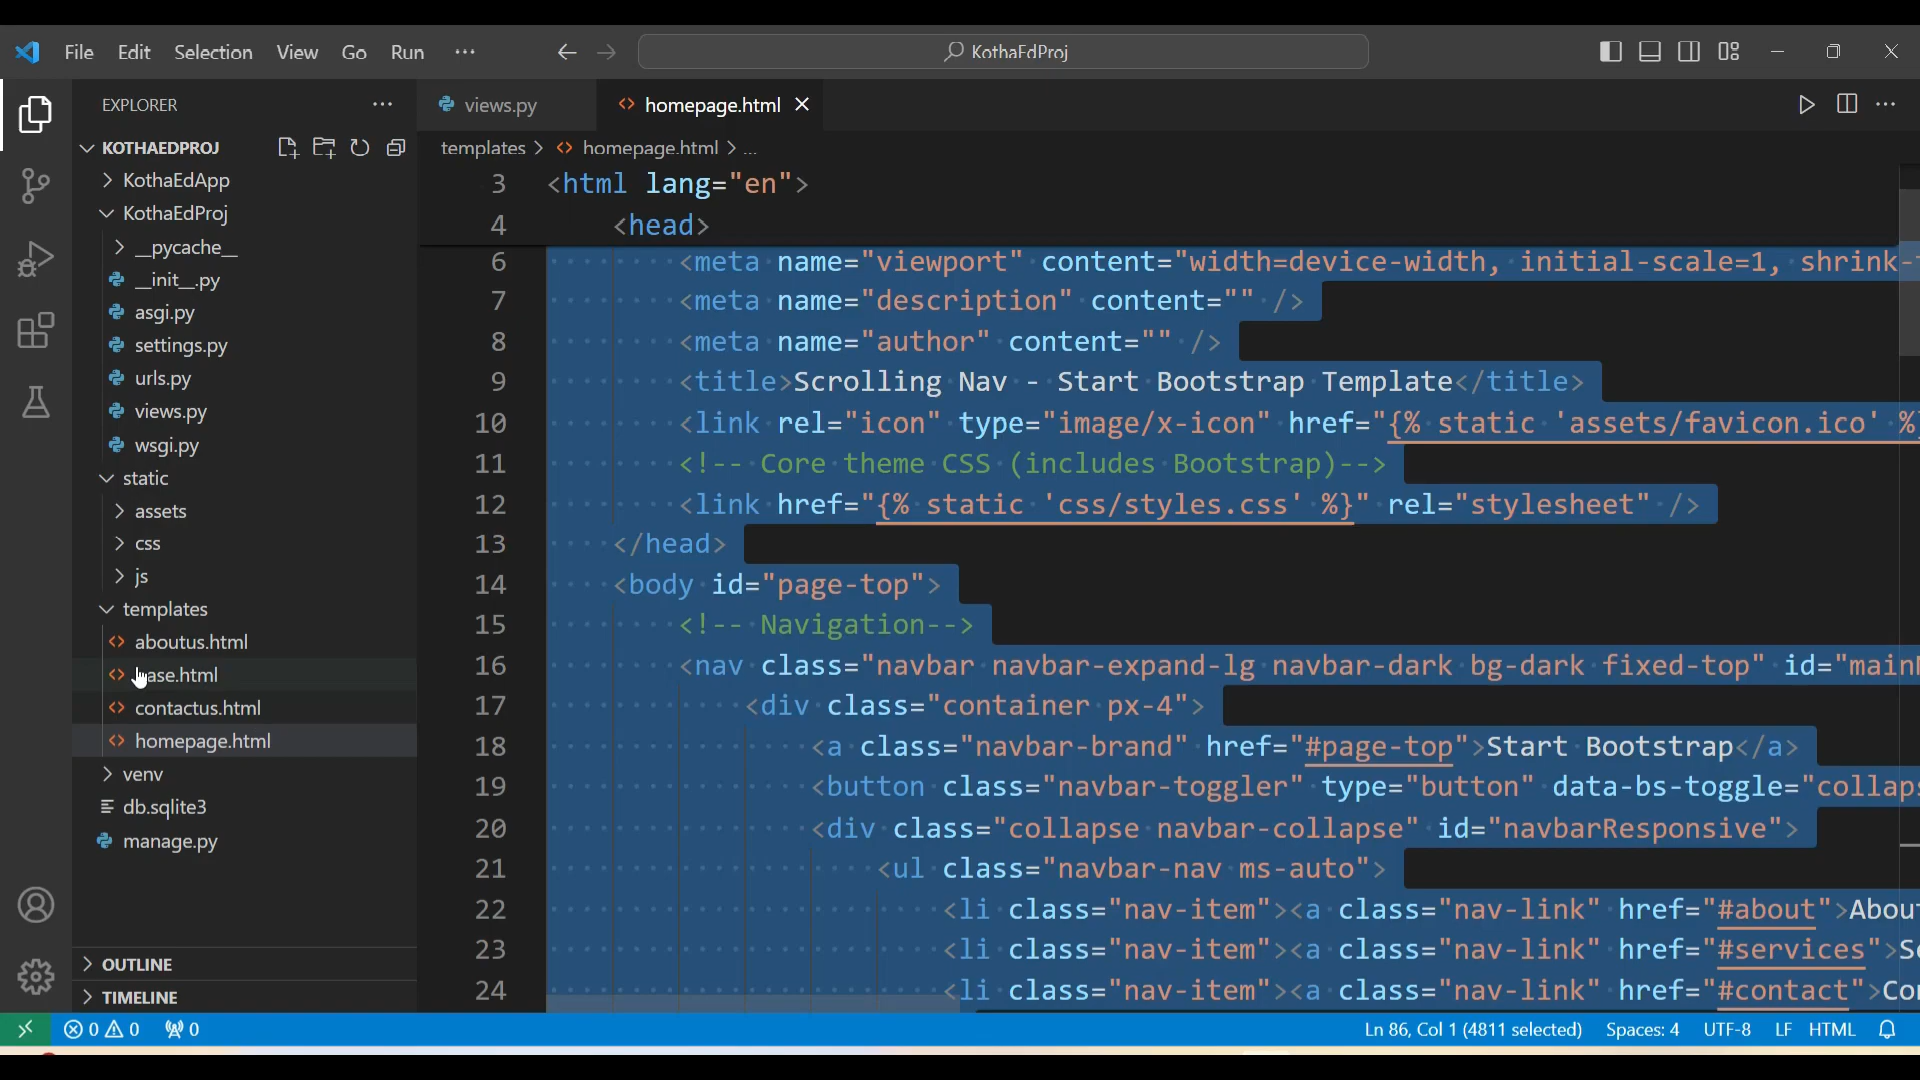 File Edit Selection View Go Run ··· KothaEdProj
EXPLORER
KOTHAEDPROJ
KothaEdApp
KothaEdProj
__pycache__
__init__.py
asgi.py
settings.py
urls.py
views.py
wsgi.py
static
assets
css
js
templates
aboutus.html
ase.html
contactus.html
homepage.html
venv
db.sqlite3
manage.py
OUTLINE
TIMELINE
views.py homepage.html
templates > homepage.html > ...
3 <html lang="en">
4 <head>
6 <meta name="viewport" content="width=device-width, initial-scale=1, shrink-
7 <meta name="description" content="" />
8 <meta name="author" content="" />
9 <title>Scrolling Nav - Start Bootstrap Template</title>
10 <link rel="icon" type="image/x-icon" href="{% static 'assets/favicon.ico' %}
11 <!-- Core theme CSS (includes Bootstrap)-->
12 <link href="{% static 'css/styles.css' %}" rel="stylesheet" />
13 </head>
14 <body id="page-top">
15 <!-- Navigation-->
16 <nav class="navbar navbar-expand-lg navbar-dark bg-dark fixed-top" id="main
17 <div class="container px-4">
18 <a class="navbar-brand" href="#page-top">Start Bootstrap</a>
19 <button class="navbar-toggler" type="button" data-bs-toggle="collaps
20 <div class="collapse navbar-collapse" id="navbarResponsive">
21 <ul class="navbar-nav ms-auto">
22 <li class="nav-item"><a class="nav-link" href="#about">Abou
23 <li class="nav-item"><a class="nav-link" href="#services">S
24 <li class="nav-item"><a class="nav-link" href="#contact">Co
0 0 0 Ln 86, Col 1 (4811 selected) Spaces: 4 UTF-8 LF HTML